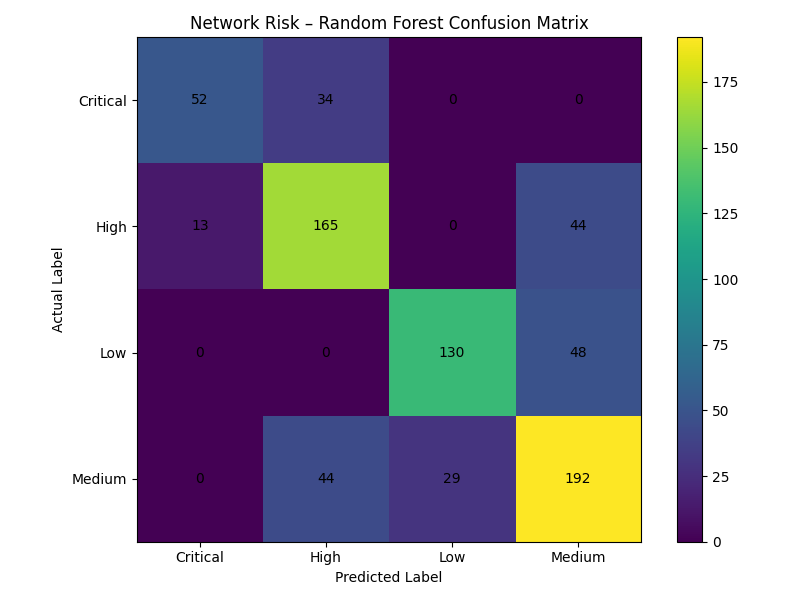 Network Risk – Random Forest Confusion Matrix
Critical 52 34 0 0
High 13 165 0 44
Low 0 0 130 48
Medium 0 44 29 192
Critical High Low Medium
Predicted Label
Actual Label
175
150
125
100
75
50
25
0